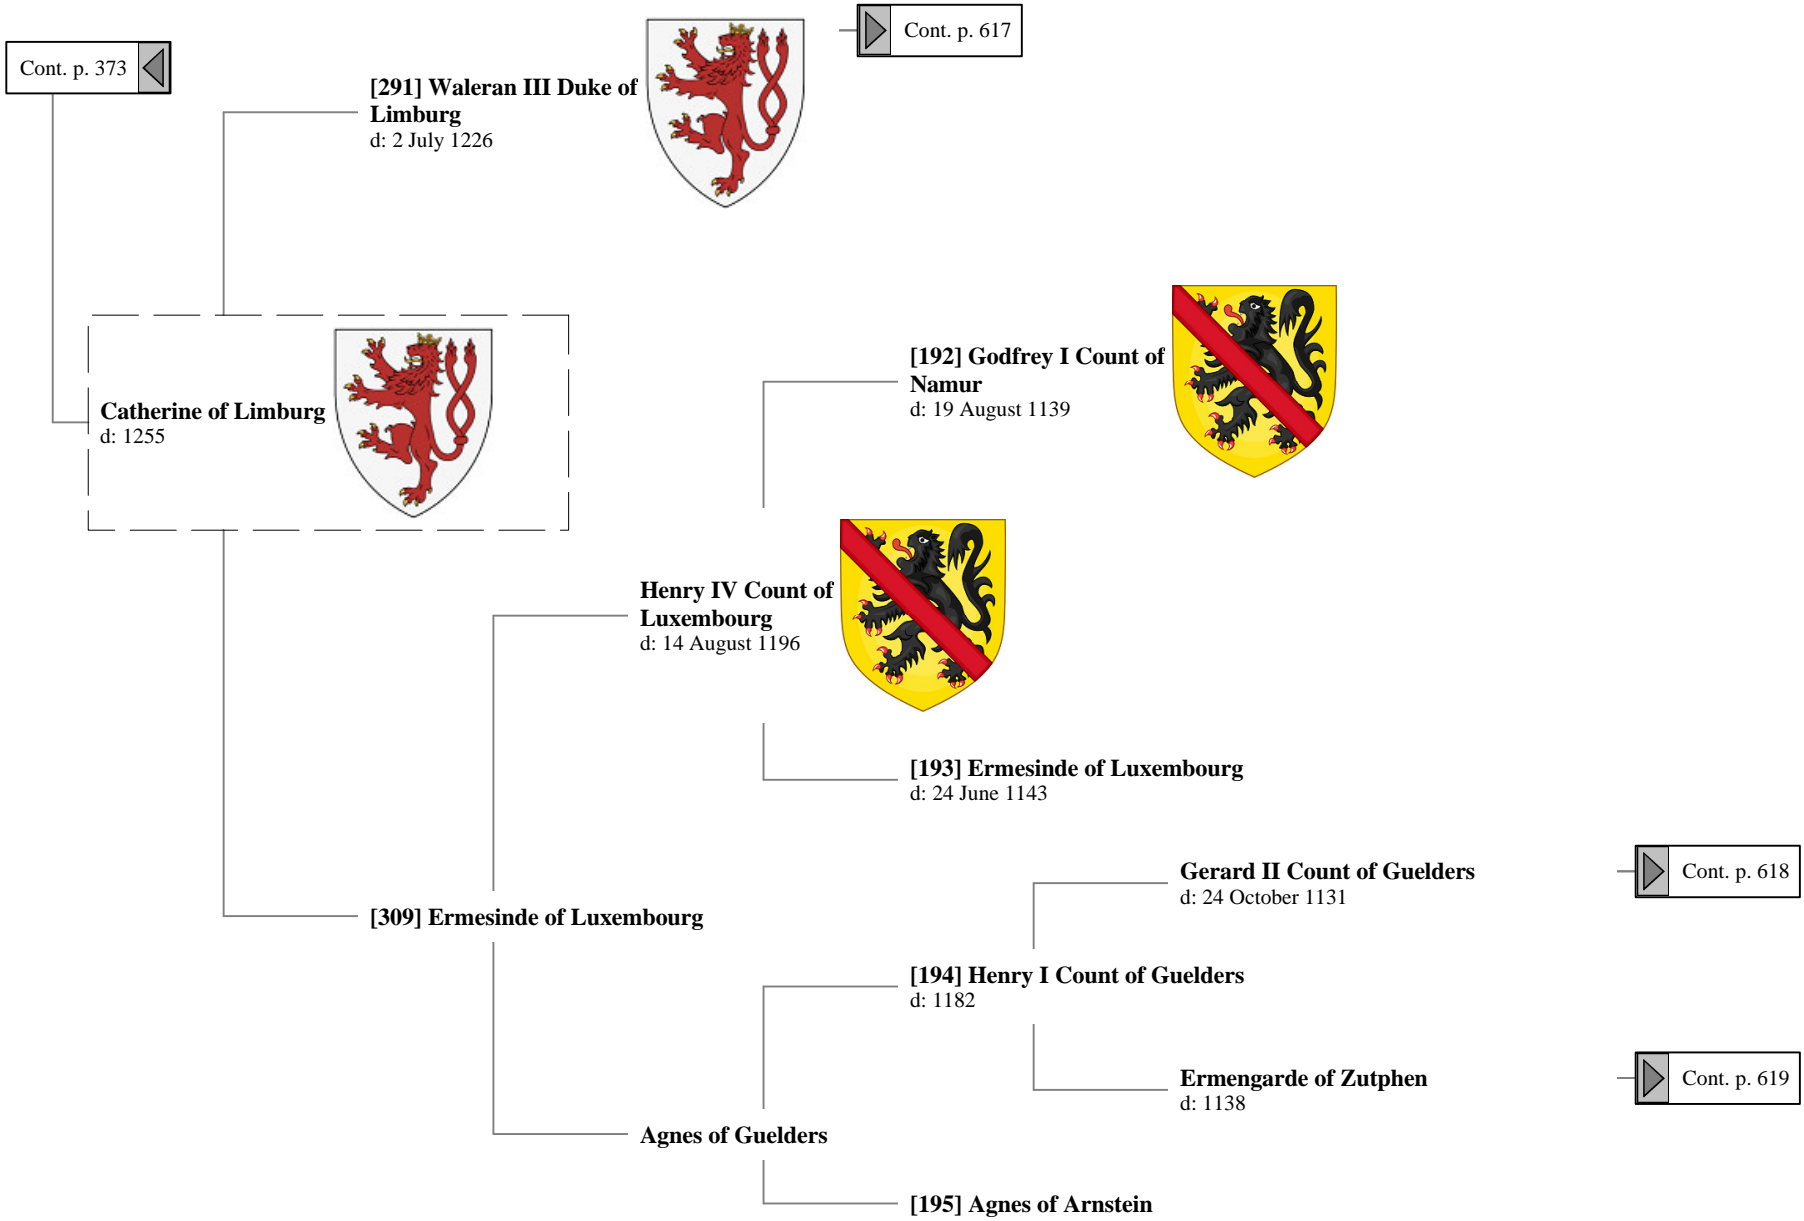 Cont. p. 617
Cont. p. 373
[291] Waleran III Duke of
Limburg
d: 2 July 1226
[192] Godfrey I Count of
Namur
d: 19 August 1139
Catherine of Limburg
d: 1255
Henry IV Count of
Luxembourg
d: 14 August 1196
[193] Ermesinde of Luxembourg
d: 24 June 1143
Gerard II Count of Guelders
d: 24 October 1131
Cont. p. 618
[309] Ermesinde of Luxembourg
[194] Henry I Count of Guelders
d: 1182
Ermengarde of Zutphen
d: 1138
Cont. p. 619
Agnes of Guelders
[195] Agnes of Arnstein